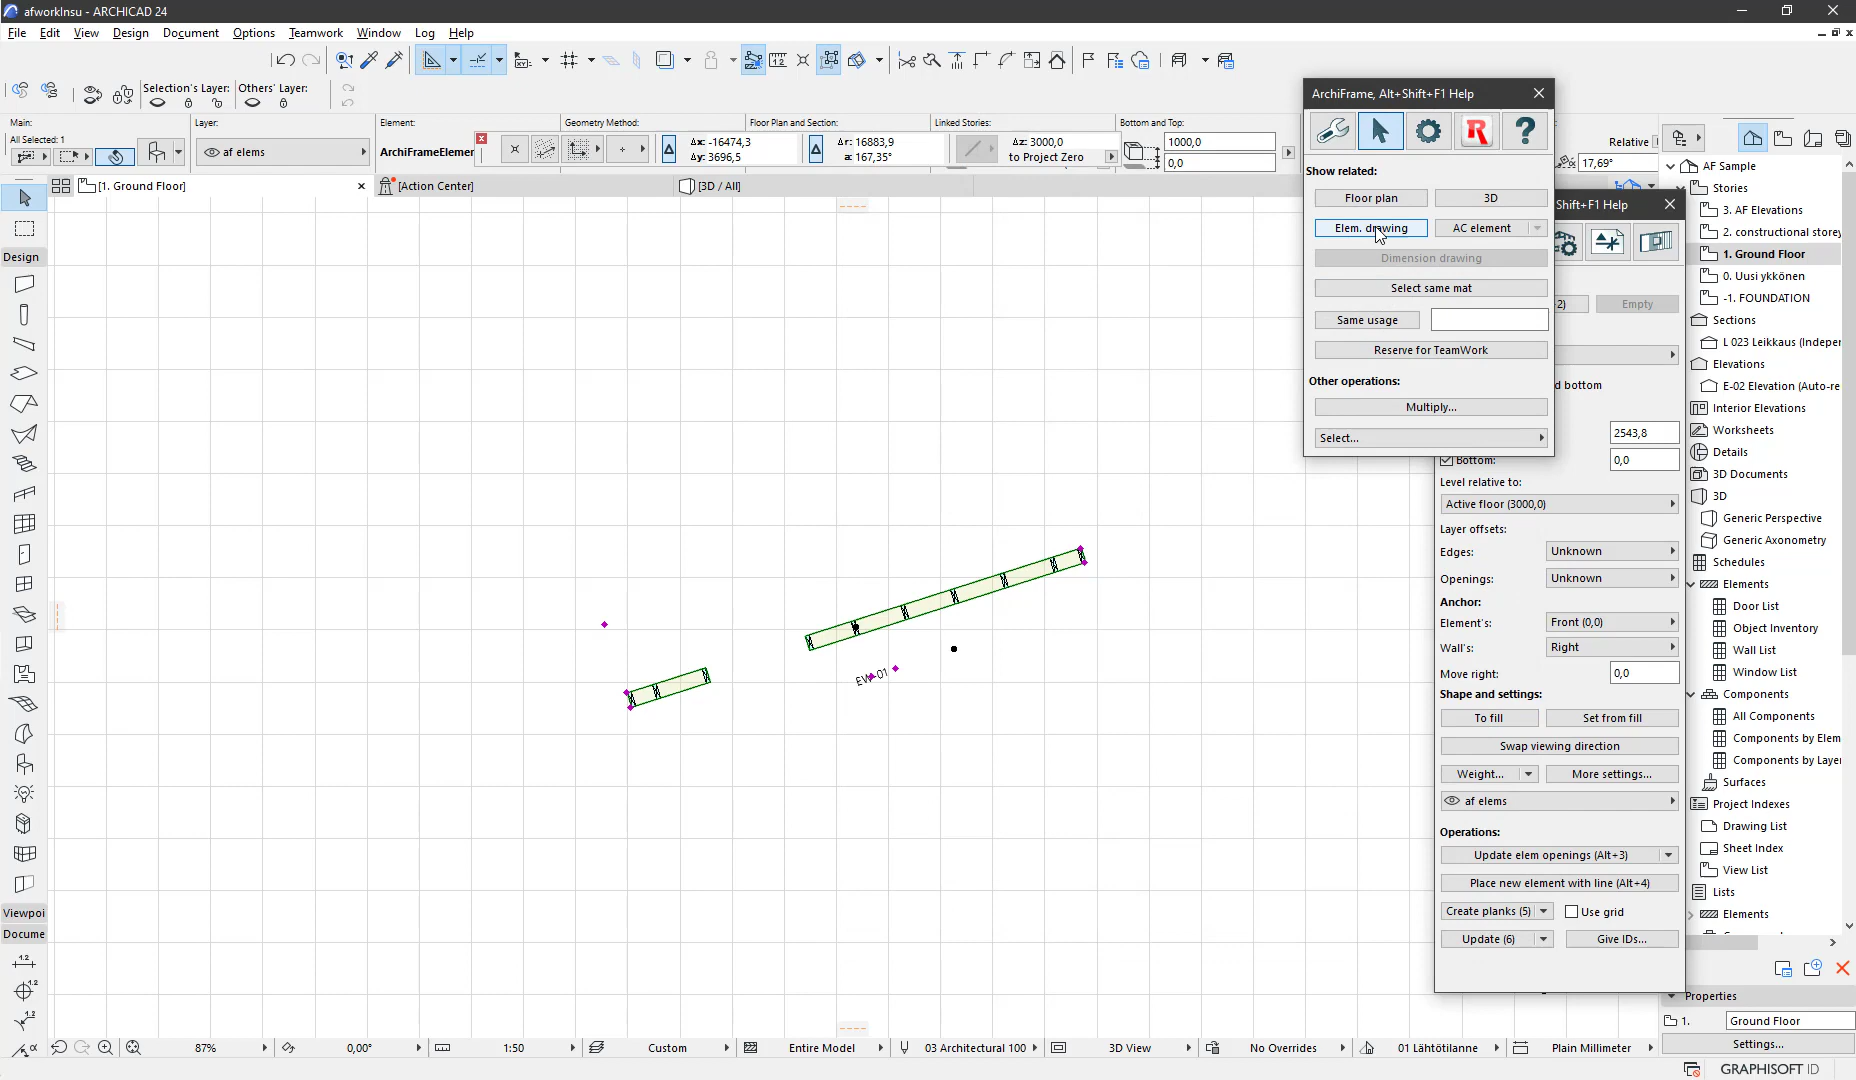 afworkInsu - ARCHICAD 24
File Edit View Design Document Options Teamwork Window Log Help
Selection's Layer: Others' Layer:
Main: Layer: Element: Geometry Method: Floor Plan and Section: Linked Stories: Bottom and Top:
All Selected: 1
af elems
ArchiFrameElemen
Δx: -16474,3
Δy: 3696,5
Δr: 16883,9
a: 167,35°
Δz: 3000,0
to Project Zero
1000,0
0,0
Relative
17,69°
[1. Ground Floor]
[Action Center]
[3D / All]
ArchiFrame, Alt+Shift+F1 Help
Show related:
Floor plan
3D
Elem. drawing
AC element
Dimension drawing
Select same mat
Same usage
Reserve for TeamWork
Other operations:
Multiply...
Select...
Shift+F1 Help
2)
Empty
d bottom
2543,8
Bottom:
0,0
Level relative to:
Active floor (3000,0)
Layer offsets:
Edges:
Unknown
Openings:
Unknown
Anchor:
Element's:
Front (0,0)
Wall's:
Right
Move right:
0,0
Shape and settings:
To fill
Set from fill
Swap viewing direction
Weight...
More settings...
af elems
Operations:
Update elem openings (Alt+3)
Place new element with line (Alt+4)
Create planks (5)
Use grid
Update (6)
Give IDs...
AF Sample
Stories
3. AF Elevations
2. constructional storey
1. Ground Floor
0. Uusi ykkönen
-1. FOUNDATION
Sections
L 023 Leikkaus (Indeper
Elevations
E-02 Elevation (Auto-re
Interior Elevations
Worksheets
Details
3D Documents
3D
Generic Perspective
Generic Axonometry
Schedules
Elements
Door List
Object Inventory
Wall List
Window List
Components
All Components
Components by Elem
Components by Layer
Surfaces
Project Indexes
Drawing List
Sheet Index
View List
Lists
Elements
Properties
1.
Ground Floor
Settings...
Design
Viewpoi
Docume
87%
0,00°
1:50
Custom
Entire Model
03 Architectural 100
3D View
No Overrides
01 Lähtötilanne
Plain Millimeter
GRAPHISOFT ID